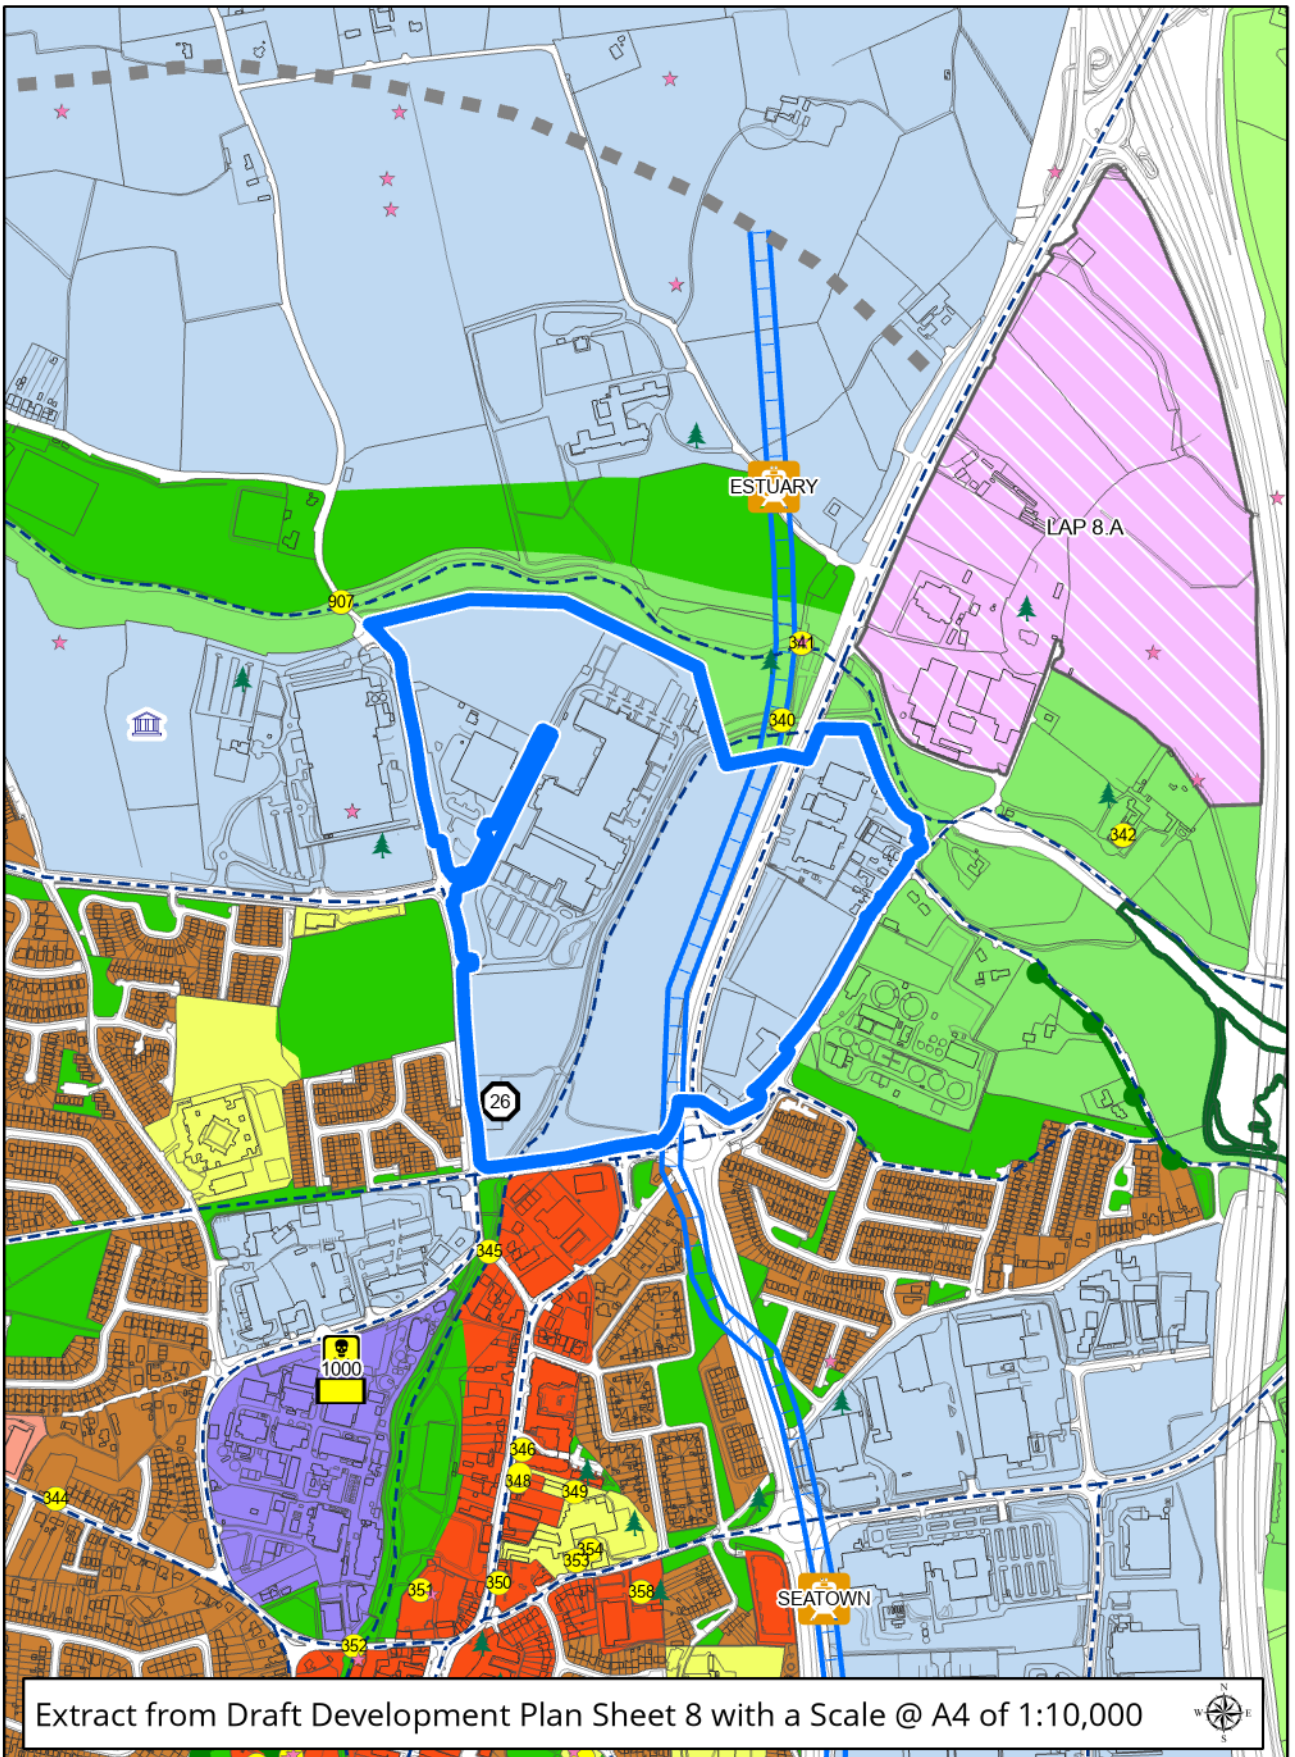 ESTUARY
LAP 8.A
907
341
340
342
26
345
1000
346
348
349
344
354
353
350
351
358
SEATOWN
352
Extract from Draft Development Plan Sheet 8 with a Scale @ A4 of 1:10,000
N
W E
S